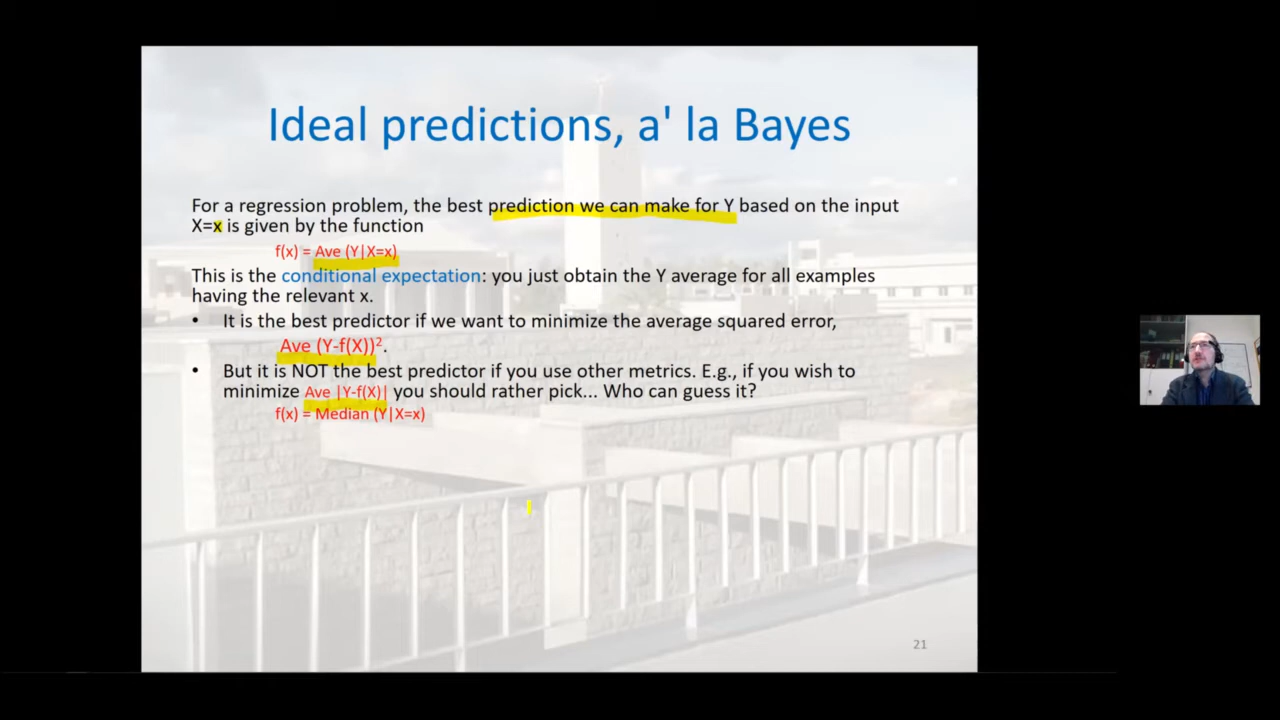 Ideal predictions, a' la Bayes
For a regression problem, the best prediction we can make for Y based on the input
X=x is given by the function
f(x) = Ave (Y|X=x)
This is the conditional expectation: you just obtain the Y average for all examples
having the relevant x.
• It is the best predictor if we want to minimize the average squared error,
Ave (Y-f(X))².
• But it is NOT the best predictor if you use other metrics. E.g., if you wish to
minimize Ave |Y-f(X)| you should rather pick... Who can guess it?
f(x) = Median (Y|X=x)
21